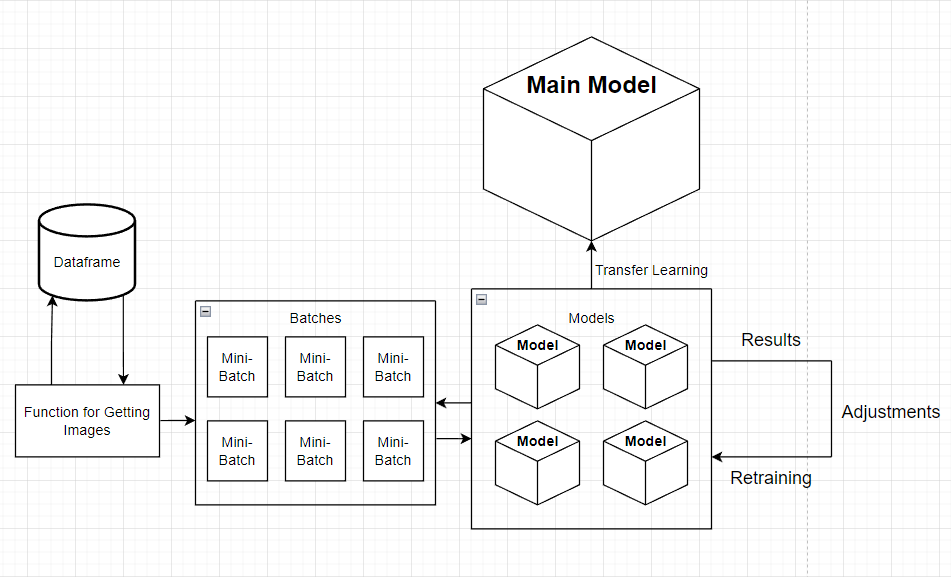 Main Model
Dataframe
Transfer Learning
Function for Getting
Images
Batches
Mini-
Batch
Mini-
Batch
Mini-
Batch
Mini-
Batch
Mini-
Batch
Mini-
Batch
Models
Model
Model
Model
Model
Results
Adjustments
Retraining